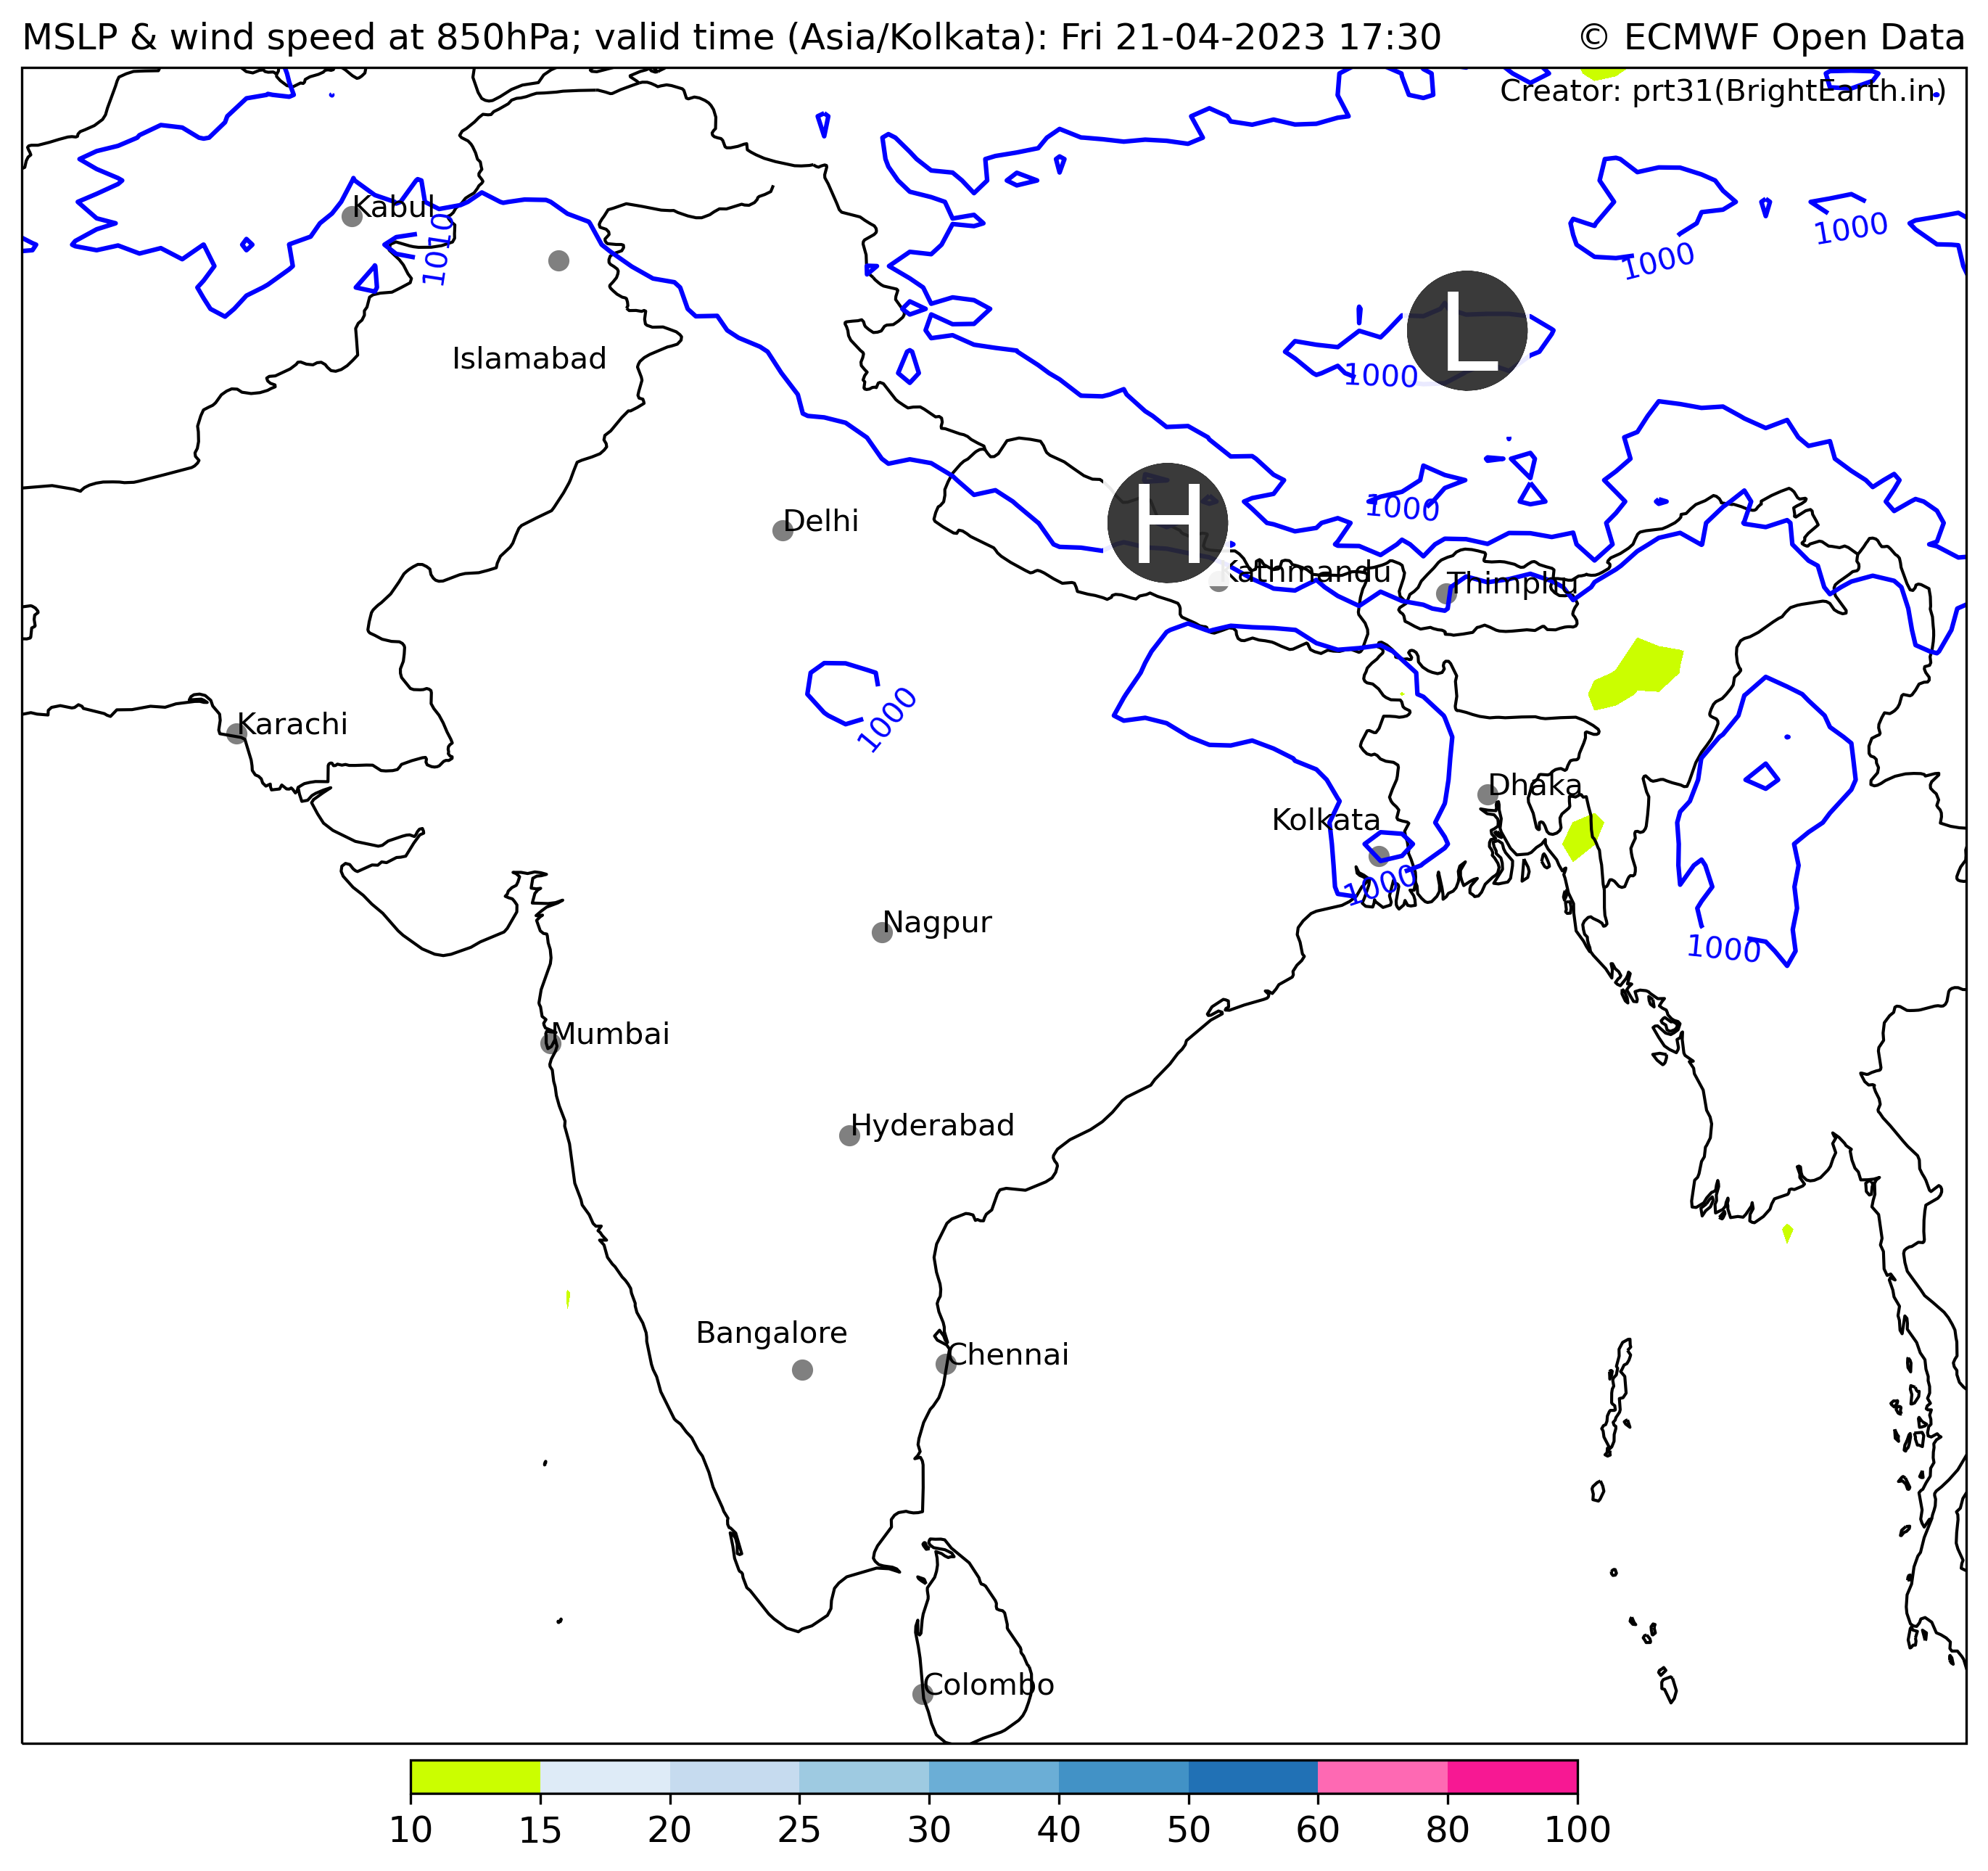 MSLP & wind speed at 850hPa; valid time (Asia/Kolkata): Fri 21-04-2023 17:30
© ECMWF Open Data
Creator: prt31(BrightEarth.in)
Kabul
1010
1000
1000
L
Islamabad
1000
H
1000
Delhi
Kathmandu
Thimphu
1000
Karachi
Dhaka
Kolkata
1000
Nagpur
1000
Mumbai
Hyderabad
Bangalore
Chennai
Colombo
10 15 20 25 30 40 50 60 80 100